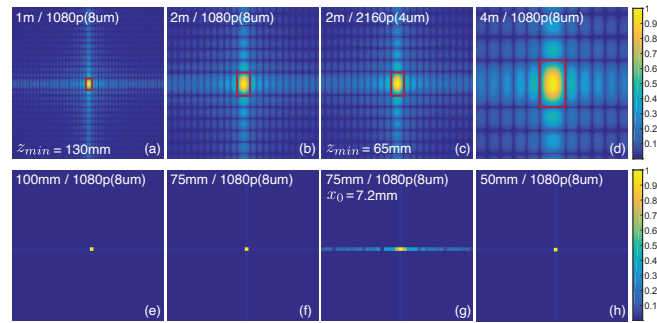 1m / 1080p(8um)
z_min = 130mm
(a)
2m / 1080p(8um)
(b)
2m / 2160p(4um)
z_min = 65mm
(c)
4m / 1080p(8um)
(d)
1
0.9
0.8
0.7
0.6
0.5
0.4
0.3
0.2
0.1
100mm / 1080p(8um)
(e)
75mm / 1080p(8um)
(f)
75mm / 1080p(8um)
x_0 = 7.2mm
(g)
50mm / 1080p(8um)
(h)
1
0.9
0.8
0.7
0.6
0.5
0.4
0.3
0.2
0.1